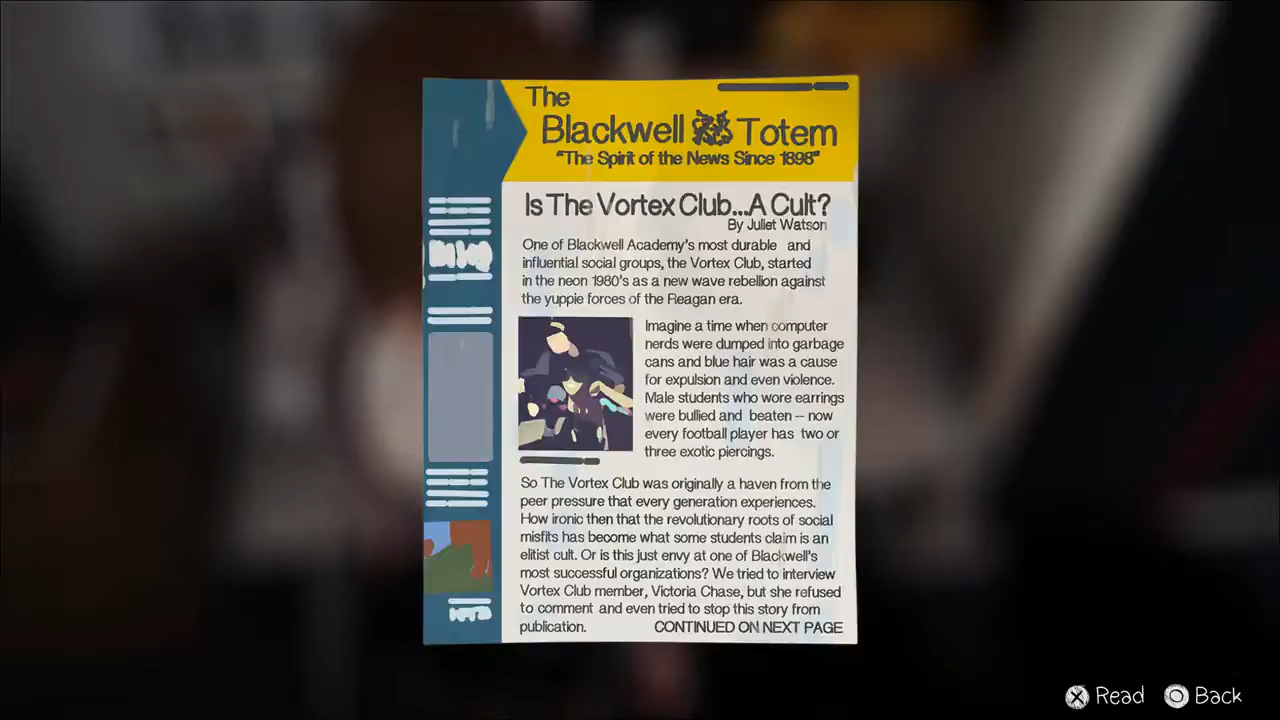 The
Blackwell Totem
"The Spirit of the News Since 1898"
Is The Vortex Club...A Cult?
By Juliet Watson
One of Blackwell Academy's most durable and
influential social groups, the Vortex Club, started
in the neon 1980's as a new wave rebellion against
the yuppie forces of the Reagan era.
Imagine a time when computer
nerds were dumped into garbage
cans and blue hair was a cause
for expulsion and even violence.
Male students who wore earrings
were bullied and beaten -- now
every football player has two or
three exotic piercings.
So The Vortex Club was originally a haven from the
peer pressure that every generation experiences.
How ironic then that the revolutionary roots of social
misfits has become what some students claim is an
elitist cult. Or is this just envy at one of Blackwell's
most successful organizations? We tried to interview
Vortex Club member, Victoria Chase, but she refused
to comment and even tried to stop this story from
publication.
CONTINUED ON NEXT PAGE
Read Back